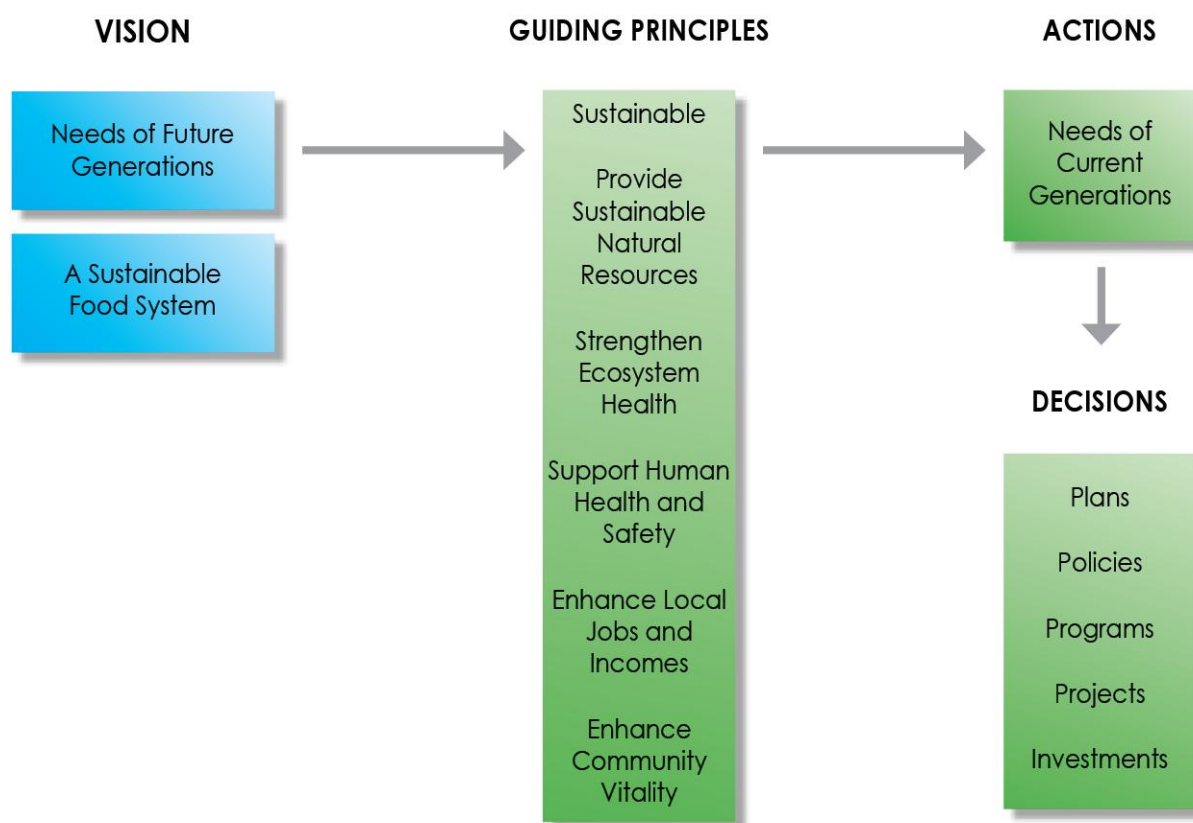 VISION
Needs of Future
Generations
A Sustainable
Food System
GUIDING PRINCIPLES
Sustainable
Provide
Sustainable
Natural
Resources
Strengthen
Ecosystem
Health
Support Human
Health and
Safety
Enhance Local
Jobs and
Incomes
Enhance
Community
Vitality
ACTIONS
Needs of
Current
Generations
DECISIONS
Plans
Policies
Programs
Projects
Investments